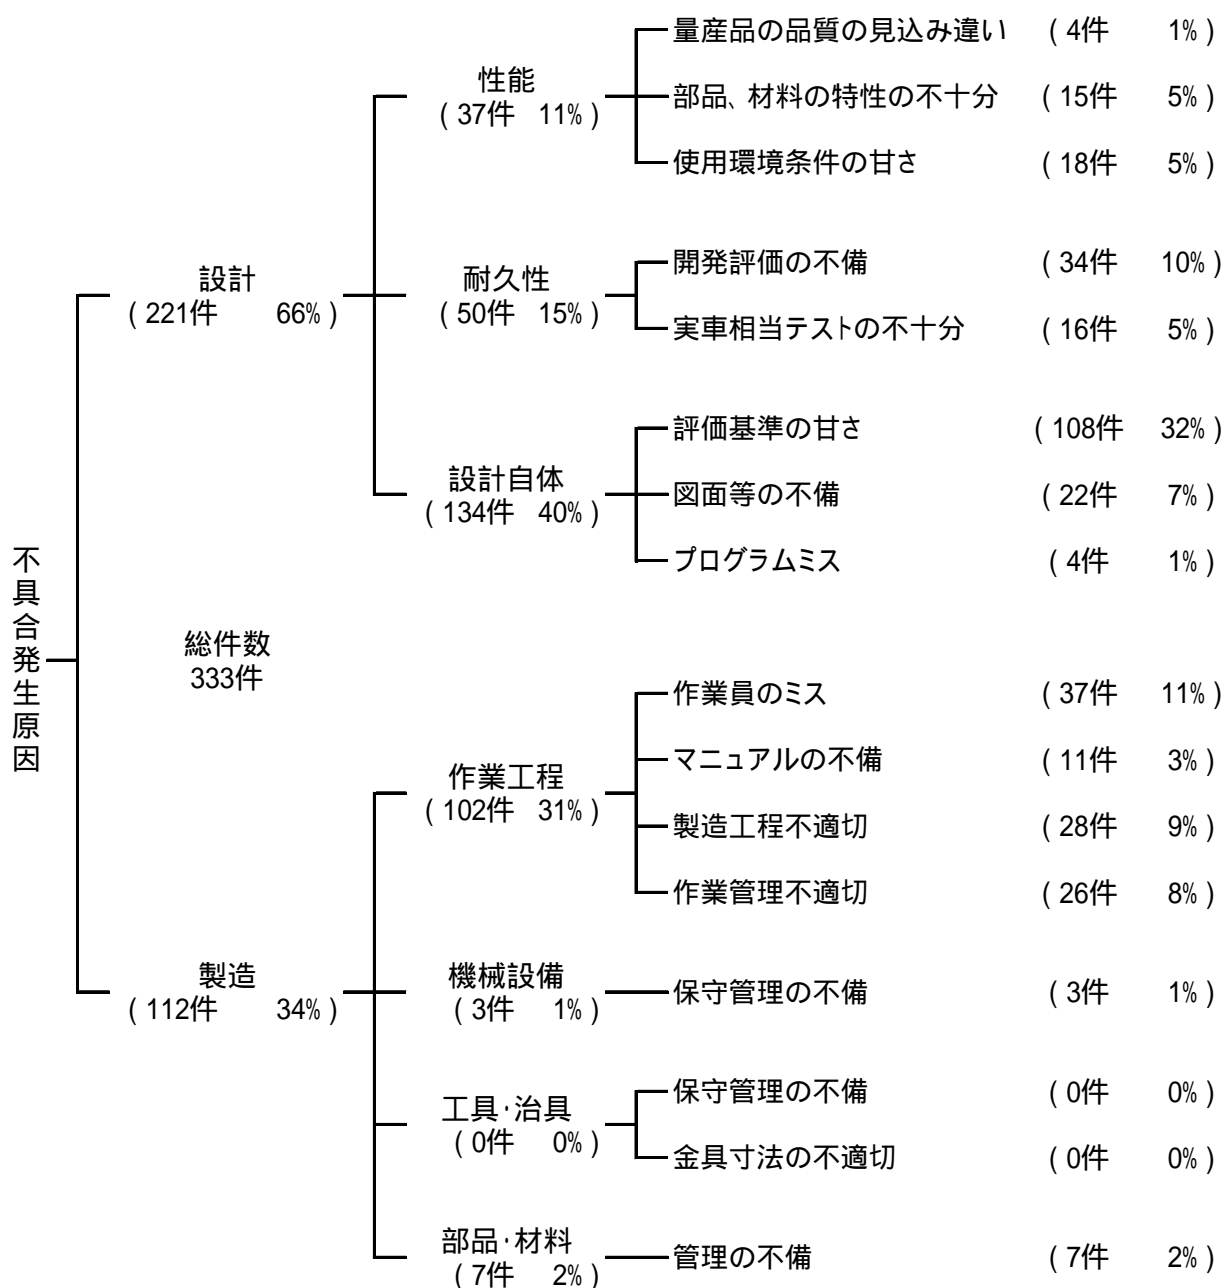 量産品の品質の見込み違い (4件 1%)
性能
(37件 11%)
部品、材料の特性の不十分 (15件 5%)
使用環境条件の甘さ (18件 5%)
開発評価の不備 (34件 10%)
設計
(221件 66%)
耐久性
(50件 15%)
実車相当テストの不十分 (16件 5%)
評価基準の甘さ (108件 32%)
設計自体
(134件 40%)
図面等の不備 (22件 7%)
プログラムミス (4件 1%)
不具合発生原因
総件数
333件
作業員のミス (37件 11%)
マニュアルの不備 (11件 3%)
作業工程
(102件 31%)
製造工程不適切 (28件 9%)
作業管理不適切 (26件 8%)
製造
(112件 34%)
機械設備
(3件 1%)
保守管理の不備 (3件 1%)
保守管理の不備 (0件 0%)
工具・治具
(0件 0%)
金具寸法の不適切 (0件 0%)
部品・材料
(7件 2%)
管理の不備 (7件 2%)